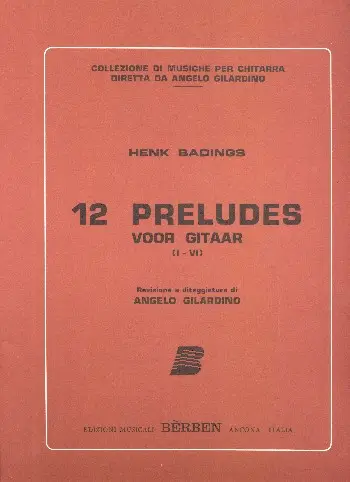 COLLEZIONE DI MUSICHE PER CHITARRA
DIRETTA DA ANGELO GILARDINO
HENK BADINGS
12 PRELUDES
VOOR GITAAR
(I - VI)
Revisione e diteggiatura di
ANGELO GILARDINO
B
EDIZIONI MUSICALI BÈRBEN ANCONA - ITALIA